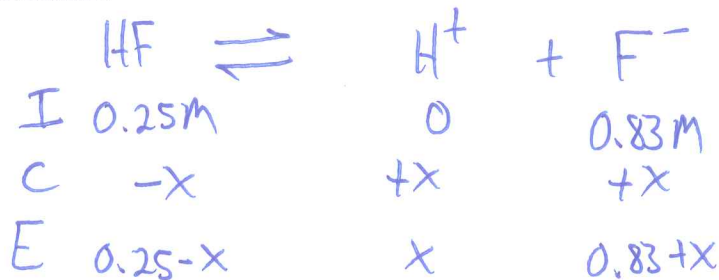 HF ⇌ H⁺ + F⁻
I 0.25M 0 0.83M
C -x +x +x
E 0.25-x x 0.83+x